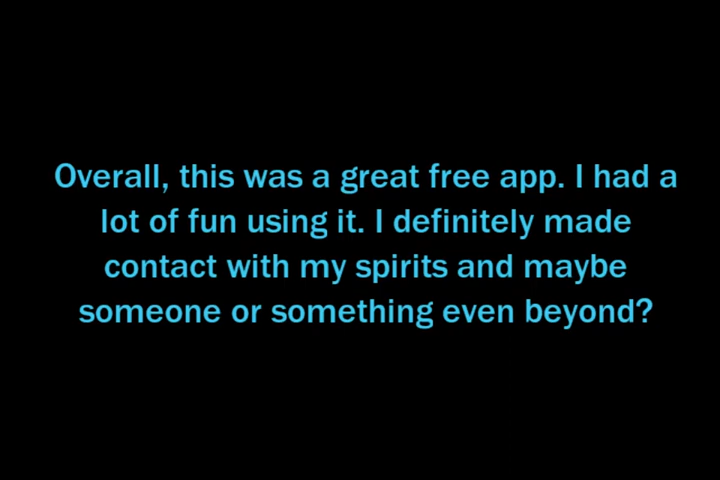 Overall, this was a great free app. I had a
lot of fun using it. I definitely made
contact with my spirits and maybe
someone or something even beyond?